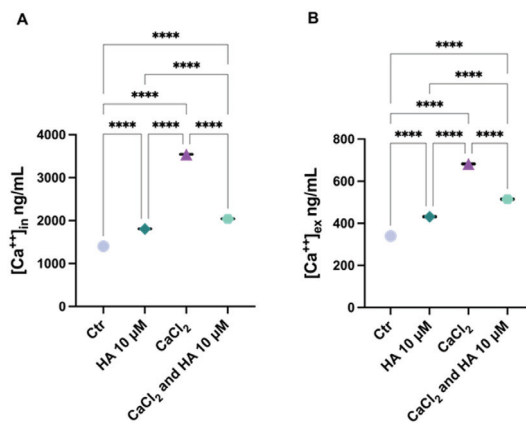 A
****
****
****
**** **** ****
[Ca⁺⁺]in ng/mL
4000
3000
2000
1000
0
Ctr
HA 10 µM
CaCl₂
CaCl₂ and HA 10 µM
B
****
****
****
**** **** ****
[Ca⁺⁺]ex ng/mL
800
600
400
200
0
Ctr
HA 10 µM
CaCl₂
CaCl₂ and HA 10 µM